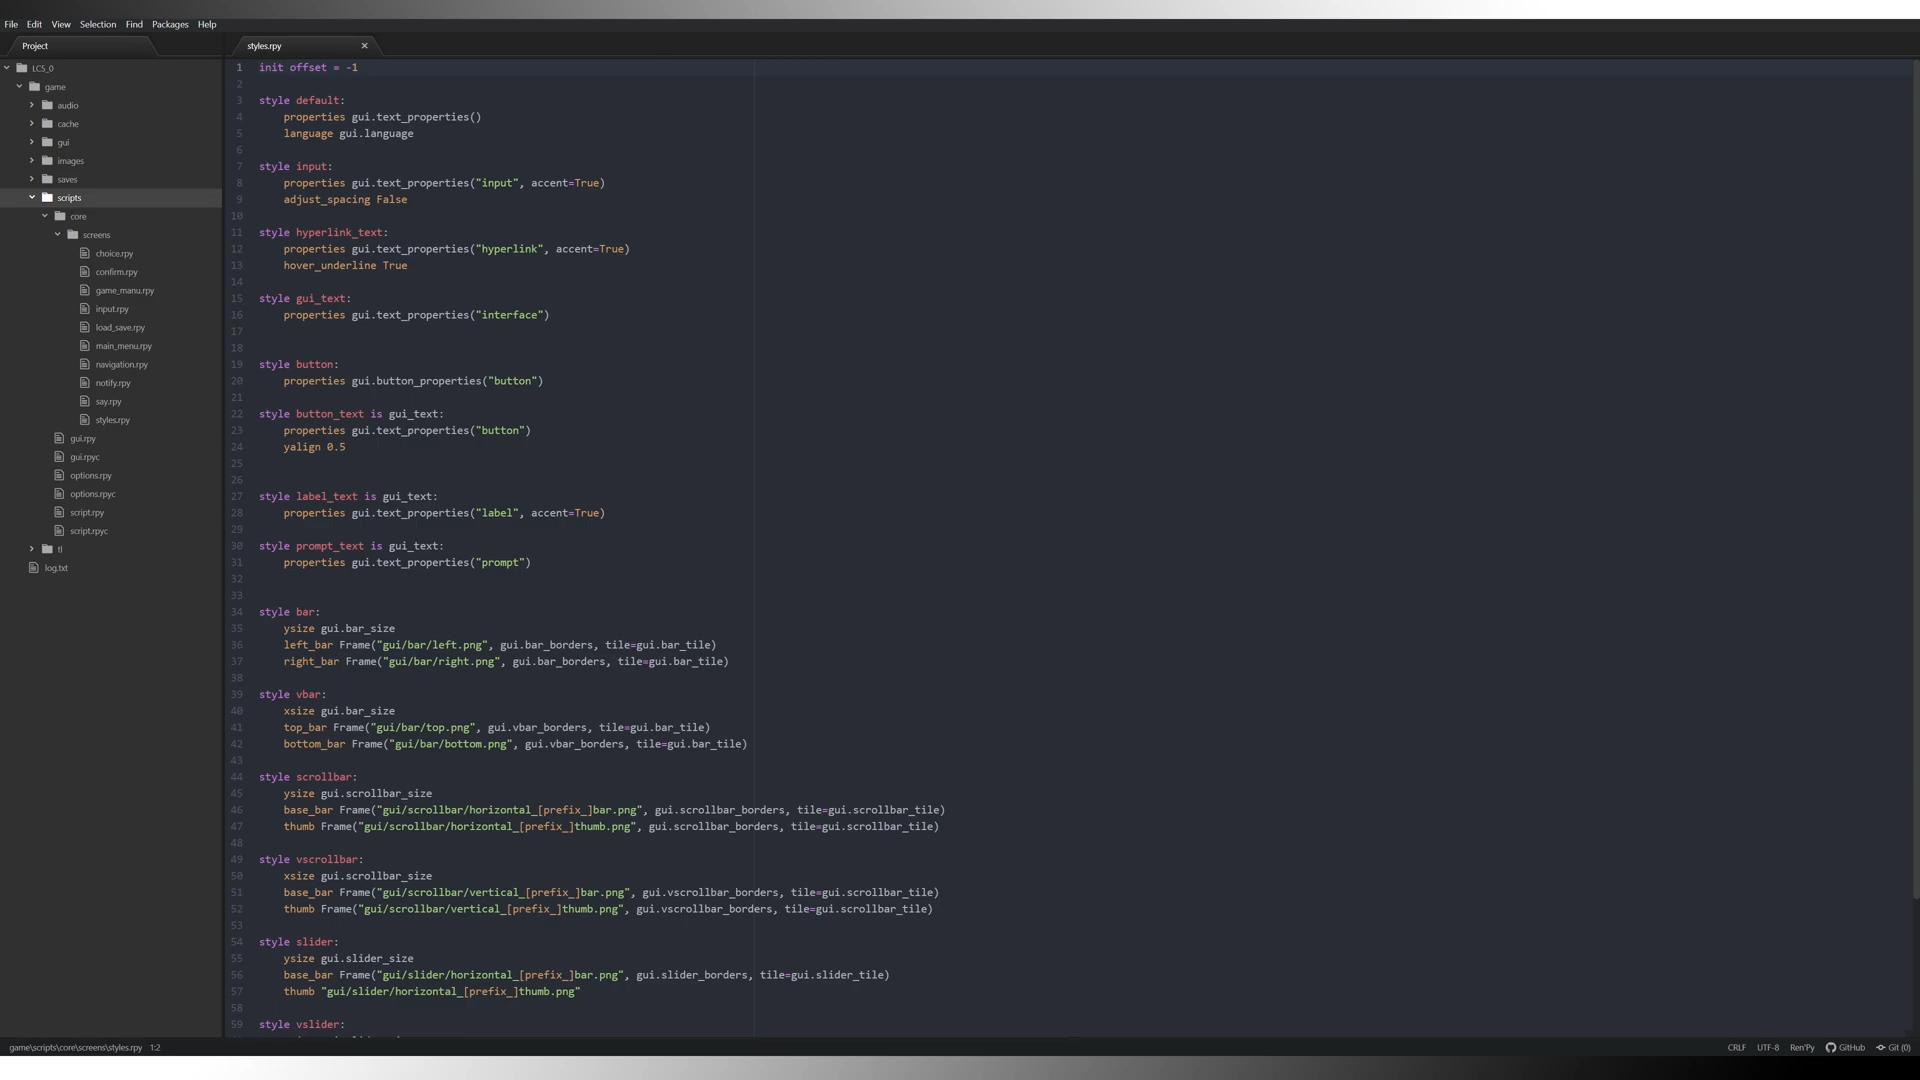 File Edit View Selection Find Packages Help
Project
styles.rpy
LC5_0
game
audio
cache
gui
images
saves
scripts
core
screens
choice.rpy
confirm.rpy
game_manu.rpy
input.rpy
load_save.rpy
main_menu.rpy
navigation.rpy
notify.rpy
say.rpy
styles.rpy
gui.rpy
gui.rpyc
options.rpy
options.rpyc
script.rpy
script.rpyc
tl
log.txt
1 init offset = -1
2
3 style default:
4 properties gui.text_properties()
5 language gui.language
6
7 style input:
8 properties gui.text_properties("input", accent=True)
9 adjust_spacing False
10
11 style hyperlink_text:
12 properties gui.text_properties("hyperlink", accent=True)
13 hover_underline True
14
15 style gui_text:
16 properties gui.text_properties("interface")
17
18
19 style button:
20 properties gui.button_properties("button")
21
22 style button_text is gui_text:
23 properties gui.text_properties("button")
24 yalign 0.5
25
26
27 style label_text is gui_text:
28 properties gui.text_properties("label", accent=True)
29
30 style prompt_text is gui_text:
31 properties gui.text_properties("prompt")
32
33
34 style bar:
35 ysize gui.bar_size
36 left_bar Frame("gui/bar/left.png", gui.bar_borders, tile=gui.bar_tile)
37 right_bar Frame("gui/bar/right.png", gui.bar_borders, tile=gui.bar_tile)
38
39 style vbar:
40 xsize gui.bar_size
41 top_bar Frame("gui/bar/top.png", gui.vbar_borders, tile=gui.bar_tile)
42 bottom_bar Frame("gui/bar/bottom.png", gui.vbar_borders, tile=gui.bar_tile)
43
44 style scrollbar:
45 ysize gui.scrollbar_size
46 base_bar Frame("gui/scrollbar/horizontal_[prefix_]bar.png", gui.scrollbar_borders, tile=gui.scrollbar_tile)
47 thumb Frame("gui/scrollbar/horizontal_[prefix_]thumb.png", gui.scrollbar_borders, tile=gui.scrollbar_tile)
48
49 style vscrollbar:
50 xsize gui.scrollbar_size
51 base_bar Frame("gui/scrollbar/vertical_[prefix_]bar.png", gui.vscrollbar_borders, tile=gui.scrollbar_tile)
52 thumb Frame("gui/scrollbar/vertical_[prefix_]thumb.png", gui.vscrollbar_borders, tile=gui.scrollbar_tile)
53
54 style slider:
55 ysize gui.slider_size
56 base_bar Frame("gui/slider/horizontal_[prefix_]bar.png", gui.slider_borders, tile=gui.slider_tile)
57 thumb "gui/slider/horizontal_[prefix_]thumb.png"
58
59 style vslider:
game\scripts\core\screens\styles.rpy 1:2 CRLF UTF-8 Ren'Py GitHub Git (0)